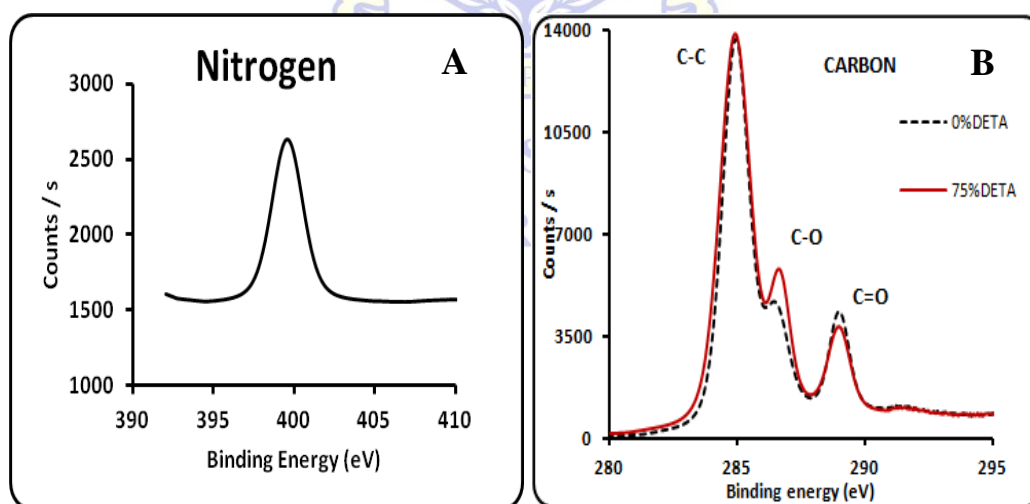 Nitrogen
A
3000
2500
2000
1500
1000
Counts / s
390 395 400 405 410
Binding Energy (eV)
B
CARBON
14000
10500
7000
3500
0
Counts / s
C-C
C-O
C=O
0%DETA
75%DETA
280 285 290 295
Binding energy (eV)